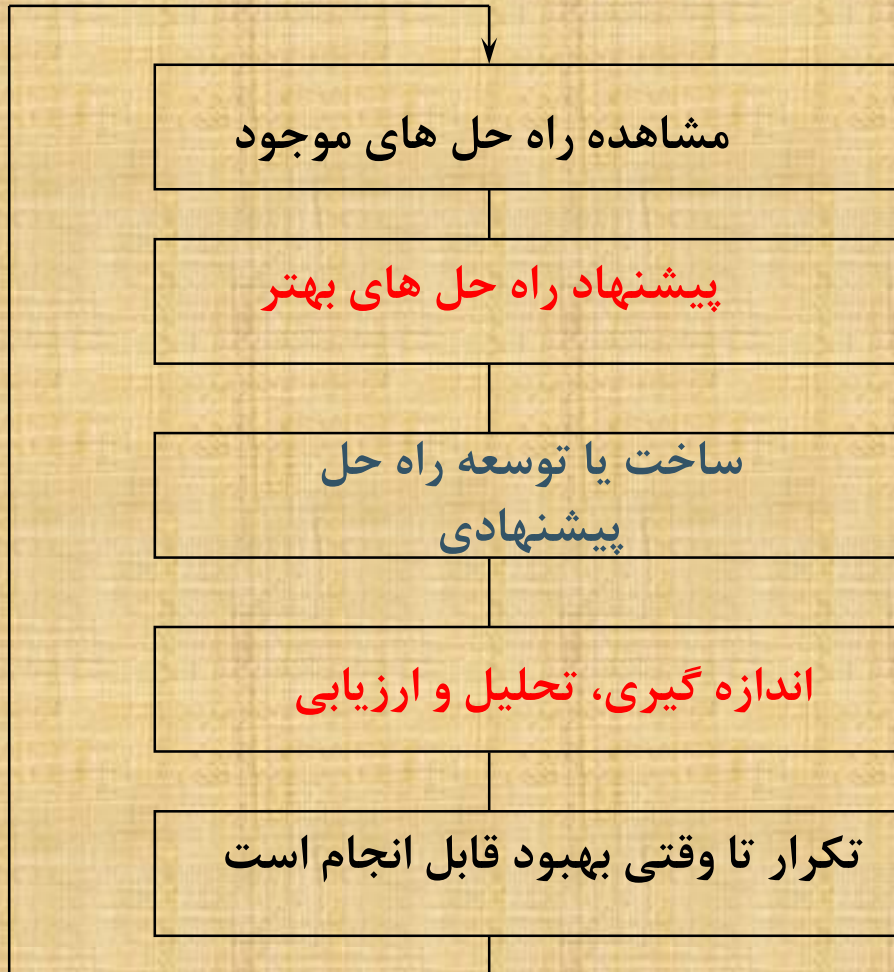 مشاهده راه حل های موجود
پیشنهاد راه حل های بهتر
ساخت یا توسعه راه حل
پیشنهادی
اندازه گیری، تحلیل و ارزیابی
تکرار تا وقتی بهبود قابل انجام است